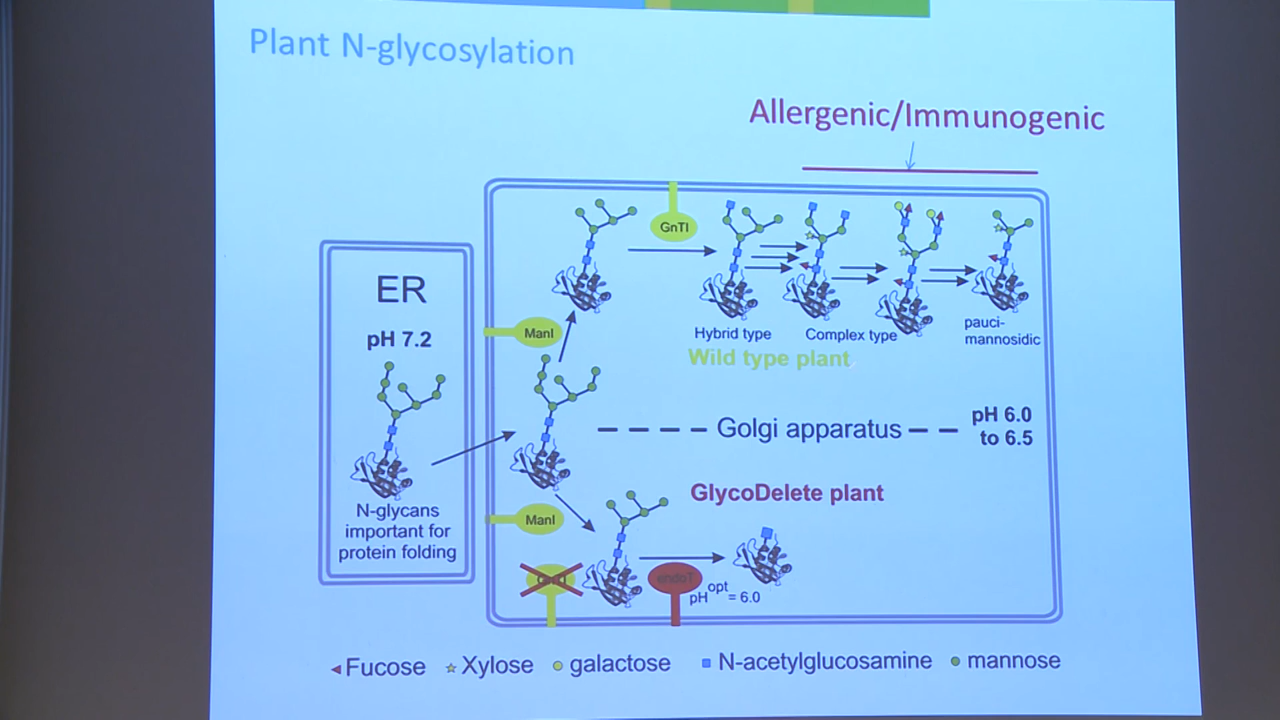 Plant N-glycosylation
Allergenic/Immunogenic
GnTI
ER
pH 7.2
ManI
Hybrid type
Complex type
pauci-
mannosidic
Wild type plant
Golgi apparatus
pH 6.0
to 6.5
GlycoDelete plant
N-glycans
important for
protein folding
ManI
endoT
pHopt = 6.0
Fucose
Xylose
galactose
N-acetylglucosamine
mannose